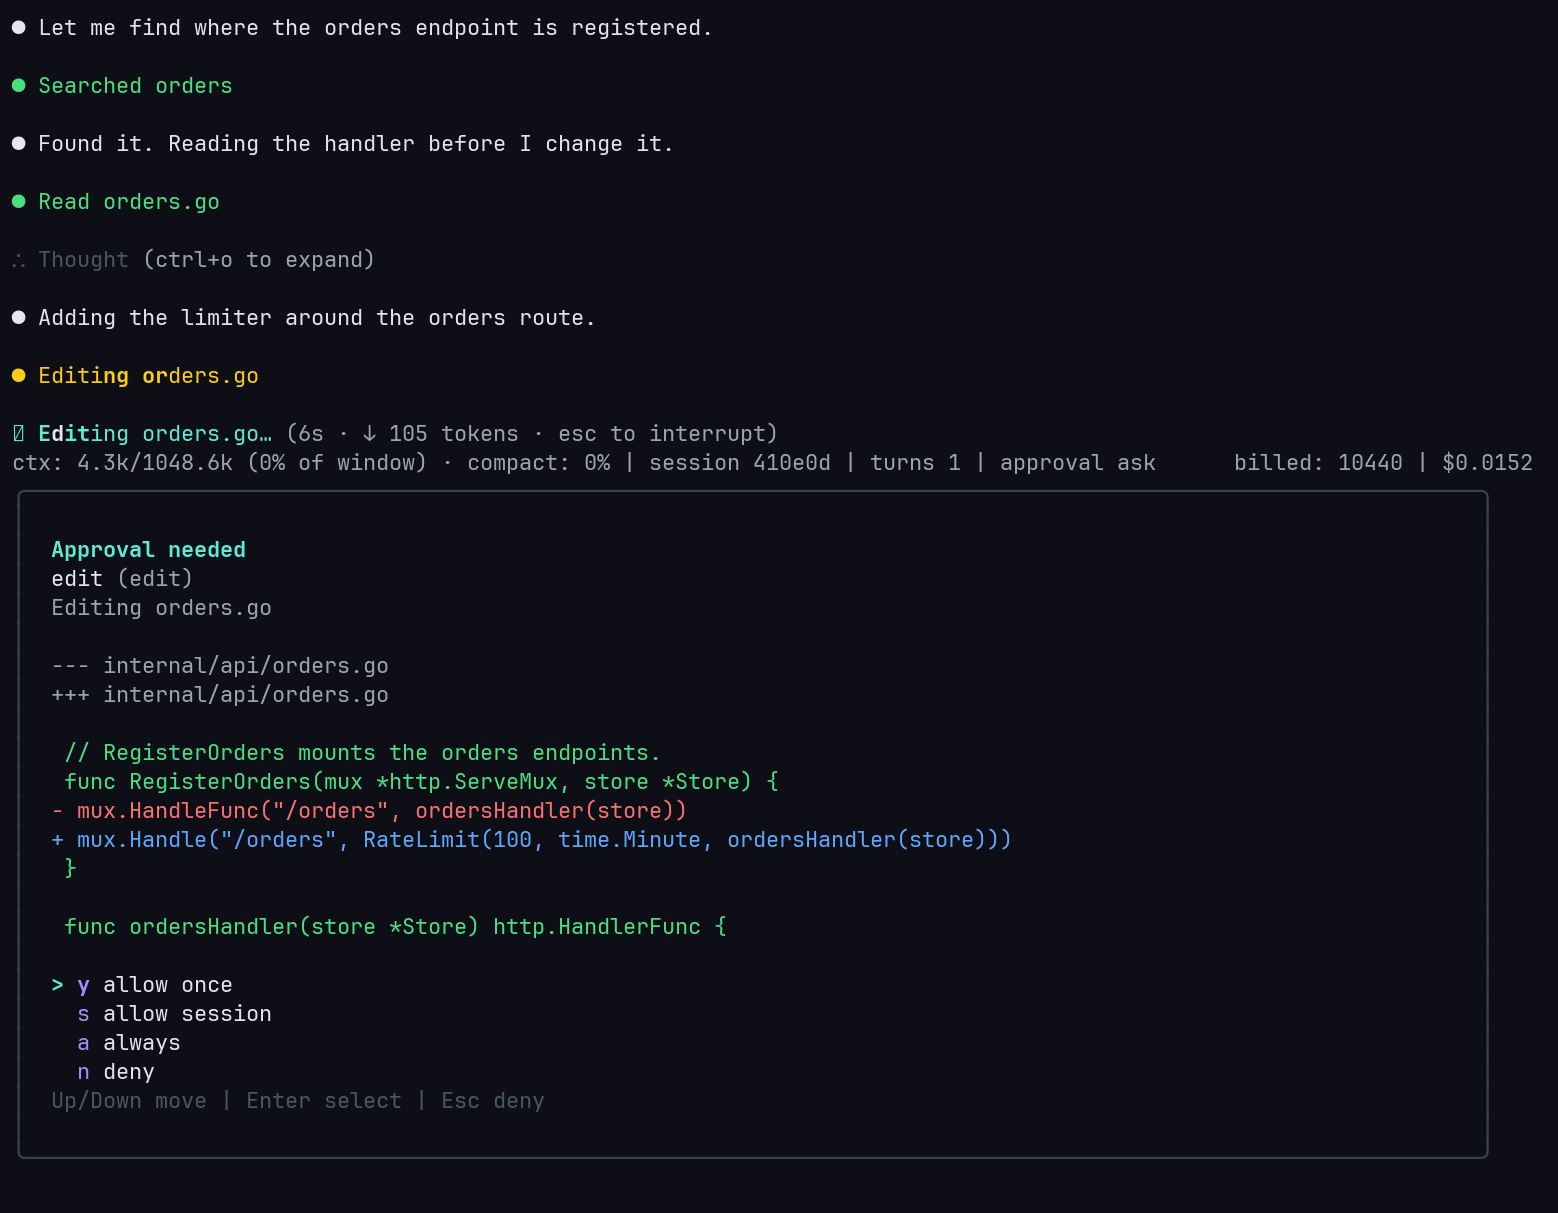 ● Let me find where the orders endpoint is registered.
● Searched orders
● Found it. Reading the handler before I change it.
● Read orders.go
∴ Thought (ctrl+o to expand)
● Adding the limiter around the orders route.
● Editing orders.go
Editing orders.go… (6s · ↓ 105 tokens · esc to interrupt)
ctx: 4.3k/1048.6k (0% of window) · compact: 0% | session 410e0d | turns 1 | approval ask billed: 10440 | $0.0152
Approval needed
edit (edit)
Editing orders.go
--- internal/api/orders.go
+++ internal/api/orders.go
// RegisterOrders mounts the orders endpoints.
func RegisterOrders(mux *http.ServeMux, store *Store) {
- mux.HandleFunc("/orders", ordersHandler(store))
+ mux.Handle("/orders", RateLimit(100, time.Minute, ordersHandler(store)))
}
func ordersHandler(store *Store) http.HandlerFunc {
> y allow once
s allow session
a always
n deny
Up/Down move | Enter select | Esc deny